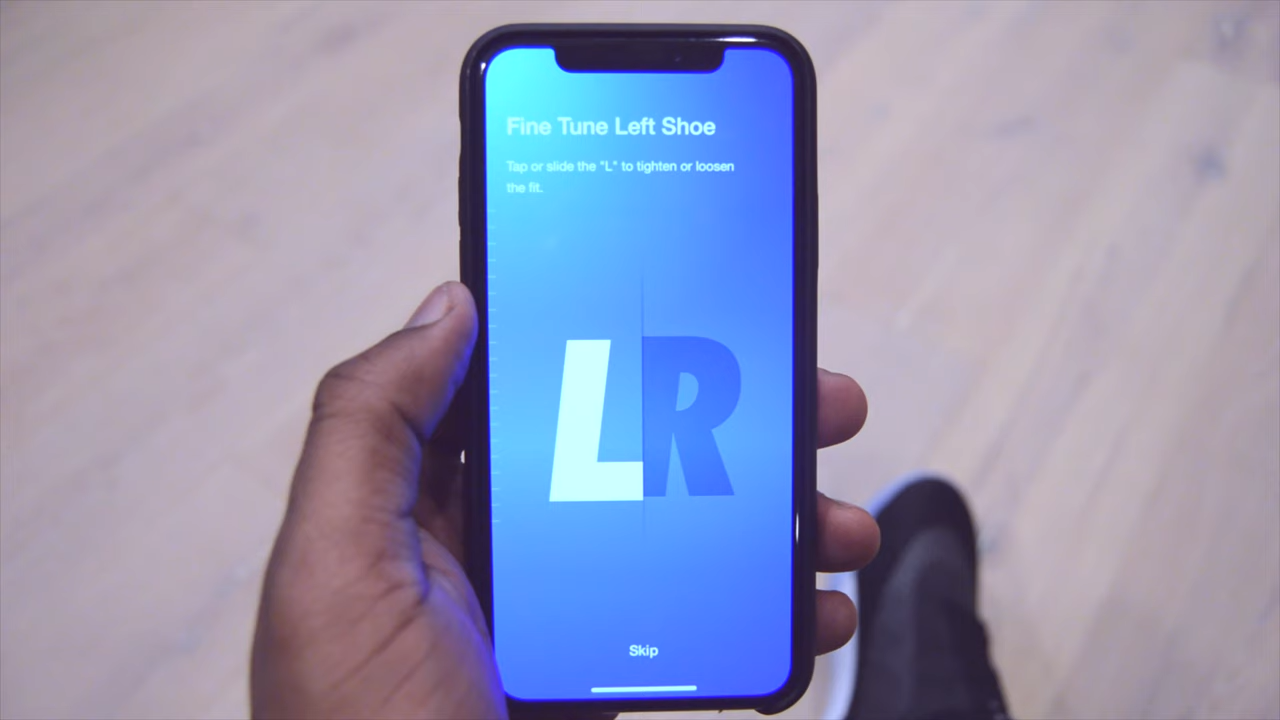 Fine Tune Left Shoe
Tap or slide the "L" to tighten or loosen
the fit.
LR
Skip